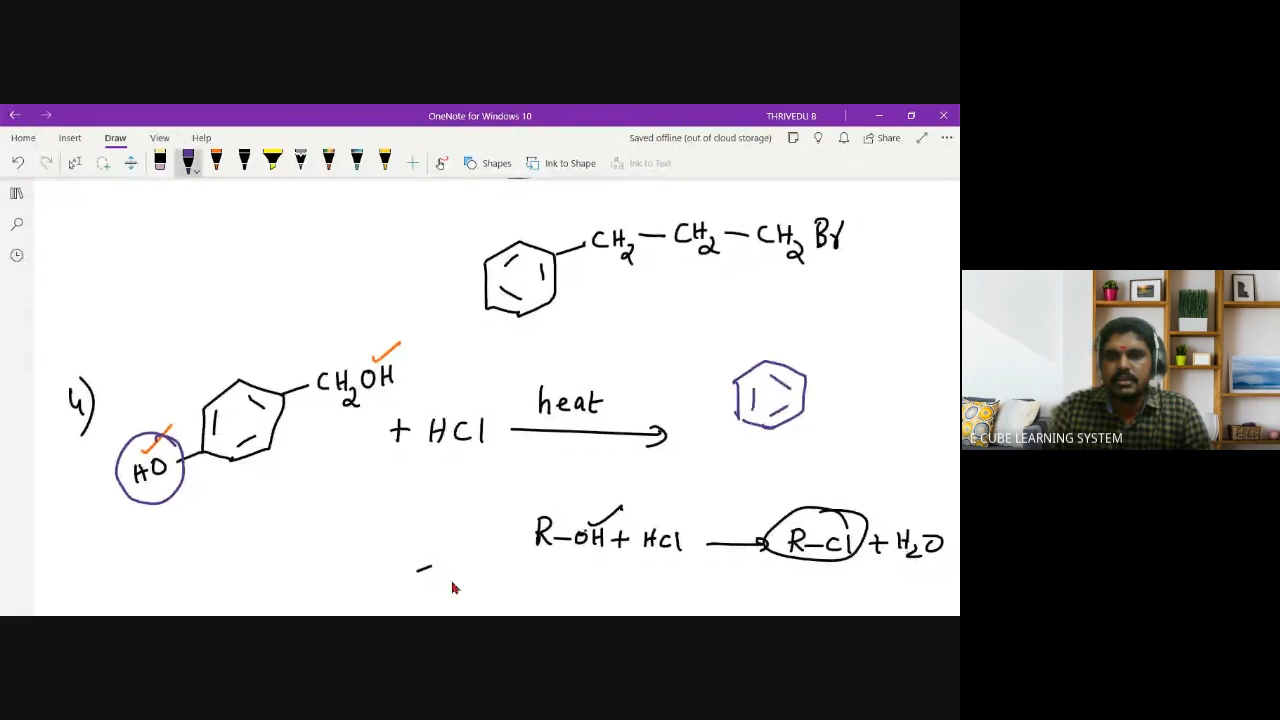 OneNote for Windows 10
THRIVEDU B
Home Insert Draw View Help
Saved offline (out of cloud storage)
Share
Shapes
Ink to Shape
Ink to Text
CH2—CH2—CH2Br
4)
CH2OH
HO
+ HCl
heat
R—OH + HCl → R—Cl + H2O
E CUBE LEARNING SYSTEM